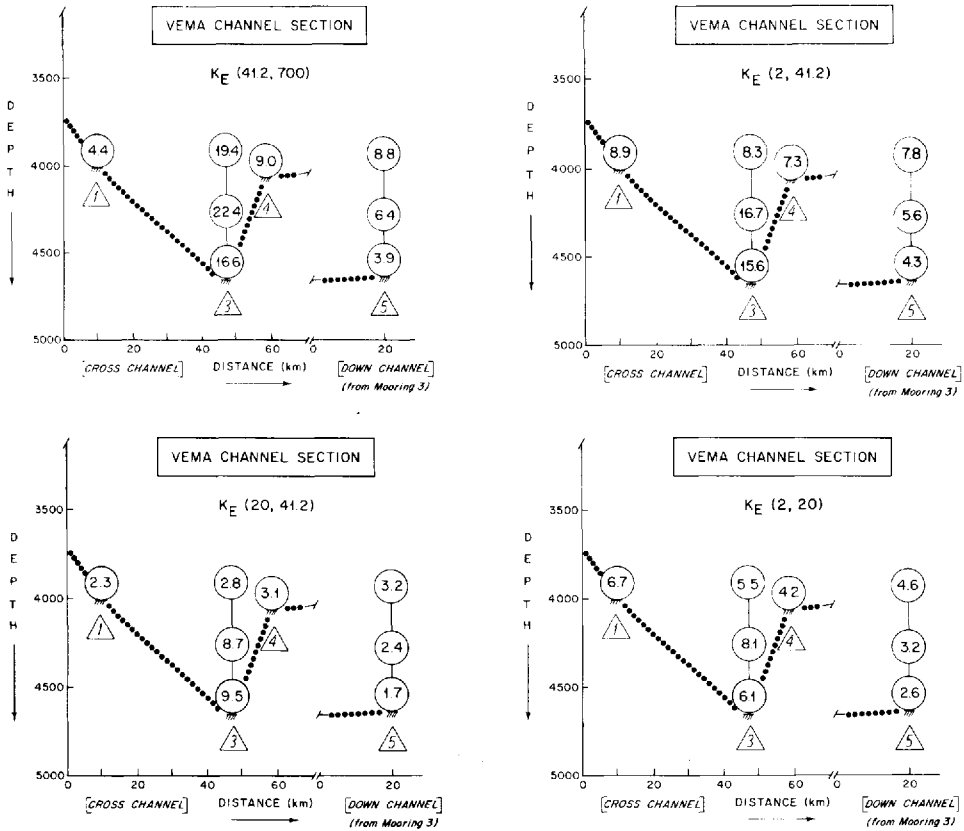 VEMA CHANNEL SECTION
K_E (41.2, 700)
DEPTH
3500
4000
4500
5000
4.4
19.4
9.0
8.8
22.4
6.4
16.6
3.9
1
4
3
5
0 20 40 60 0 20
[CROSS CHANNEL] DISTANCE (km) [DOWN CHANNEL]
(from Mooring 3)
VEMA CHANNEL SECTION
K_E (2, 41.2)
DEPTH
3500
4000
4500
5000
8.9
8.3
7.3
7.8
16.7
5.6
15.6
4.3
1
4
3
5
0 20 40 60 0 20
[CROSS CHANNEL] DISTANCE (km) [DOWN CHANNEL]
(from Mooring 3)
VEMA CHANNEL SECTION
K_E (20, 41.2)
DEPTH
3500
4000
4500
5000
2.3
2.8
3.1
3.2
8.7
2.4
9.5
1.7
1
4
3
5
0 20 40 60 0 20
[CROSS CHANNEL] DISTANCE (km) [DOWN CHANNEL]
(from Mooring 3)
VEMA CHANNEL SECTION
K_E (2, 20)
DEPTH
3500
4000
4500
5000
6.7
5.5
4.2
4.6
8.1
3.2
6.1
2.6
1
4
3
5
0 20 40 60 0 20
[CROSS CHANNEL] DISTANCE (km) [DOWN CHANNEL]
(from Mooring 3)